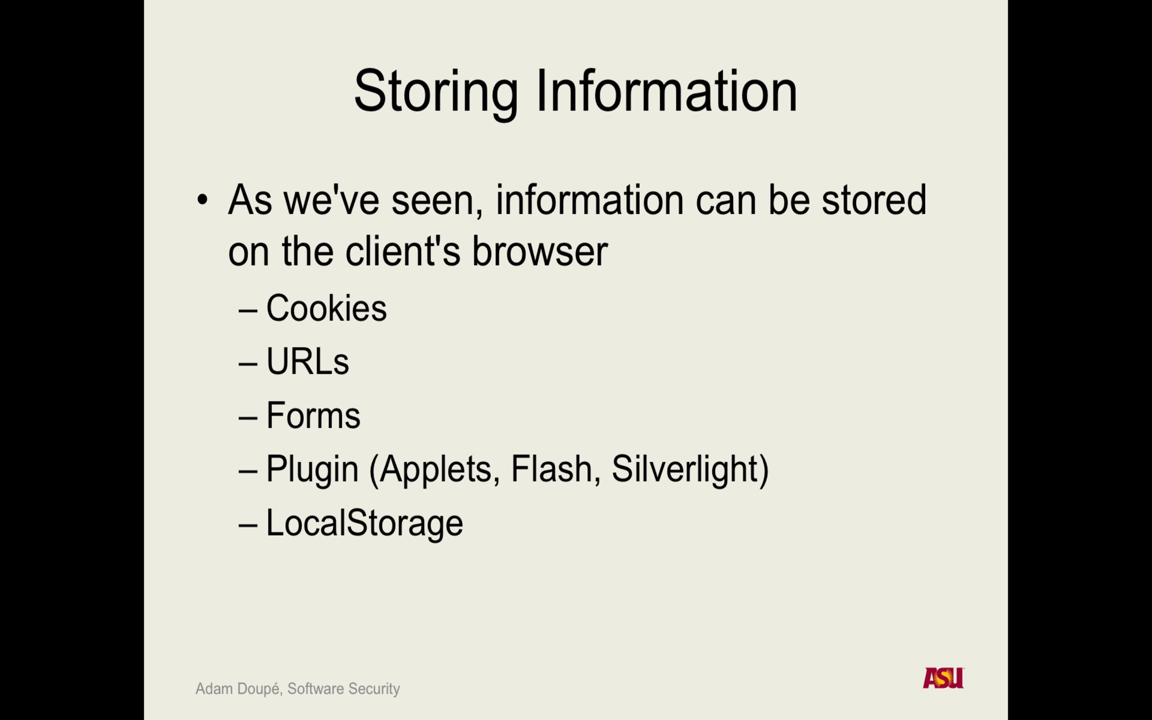 Storing Information
• As we've seen, information can be stored
on the client's browser
– Cookies
– URLs
– Forms
– Plugin (Applets, Flash, Silverlight)
– LocalStorage
Adam Doupé, Software Security
ASU